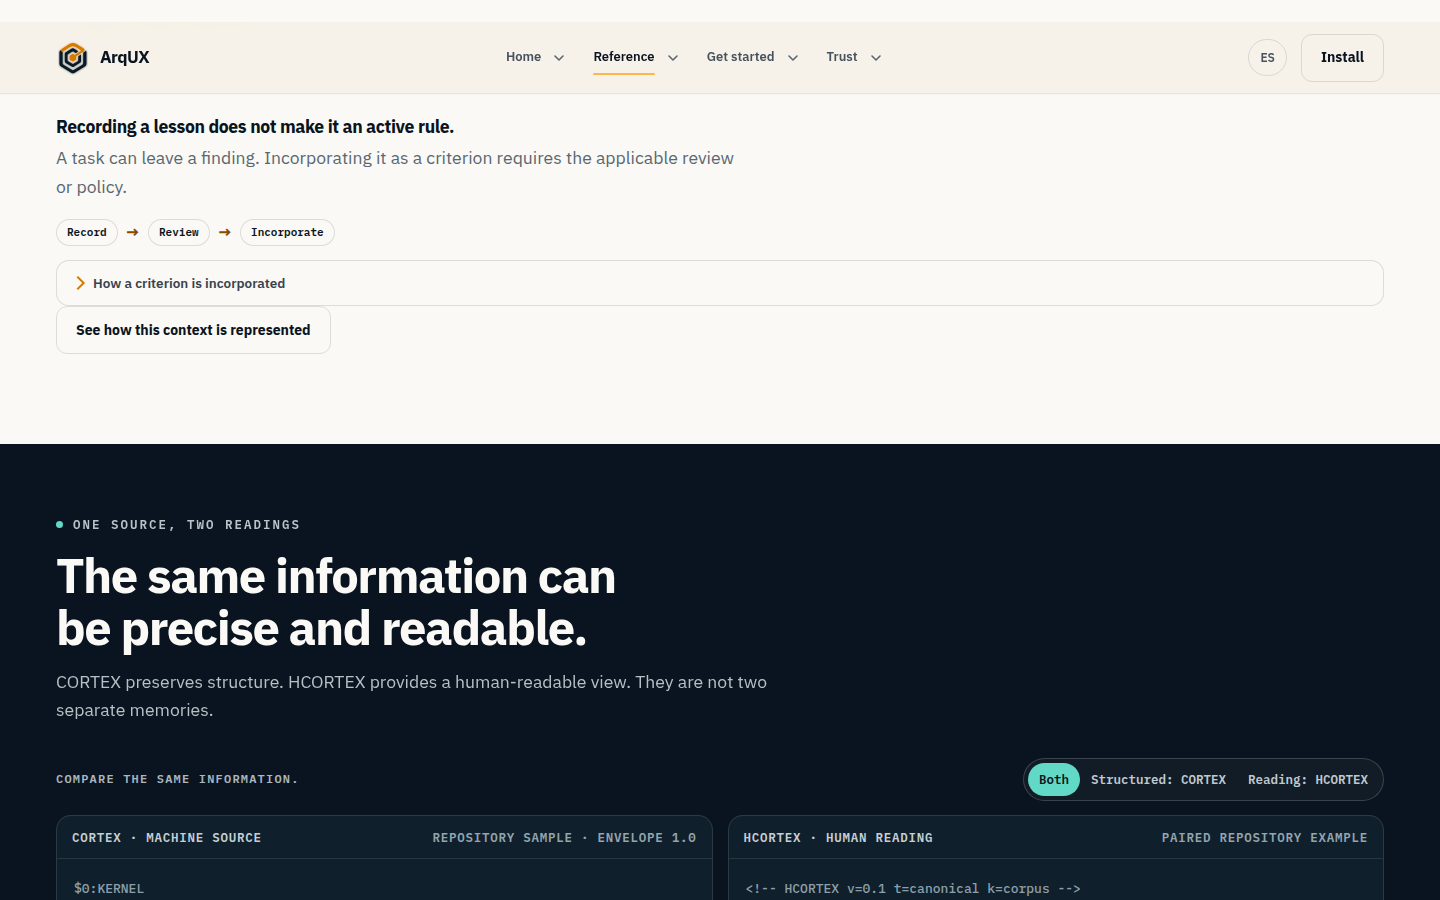 ArqUX
Home
Reference
Get started
Trust
ES
Install
Recording a lesson does not make it an active rule.
A task can leave a finding. Incorporating it as a criterion requires the applicable review
or policy.
Record → Review → Incorporate
How a criterion is incorporated
See how this context is represented
ONE SOURCE, TWO READINGS
The same information can
be precise and readable.
CORTEX preserves structure. HCORTEX provides a human-readable view. They are not two
separate memories.
COMPARE THE SAME INFORMATION.
Both
Structured: CORTEX
Reading: HCORTEX
CORTEX · MACHINE SOURCE
REPOSITORY SAMPLE · ENVELOPE 1.0
$0:KERNEL
HCORTEX · HUMAN READING
PAIRED REPOSITORY EXAMPLE
<!-- HCORTEX v=0.1 t=canonical k=corpus -->